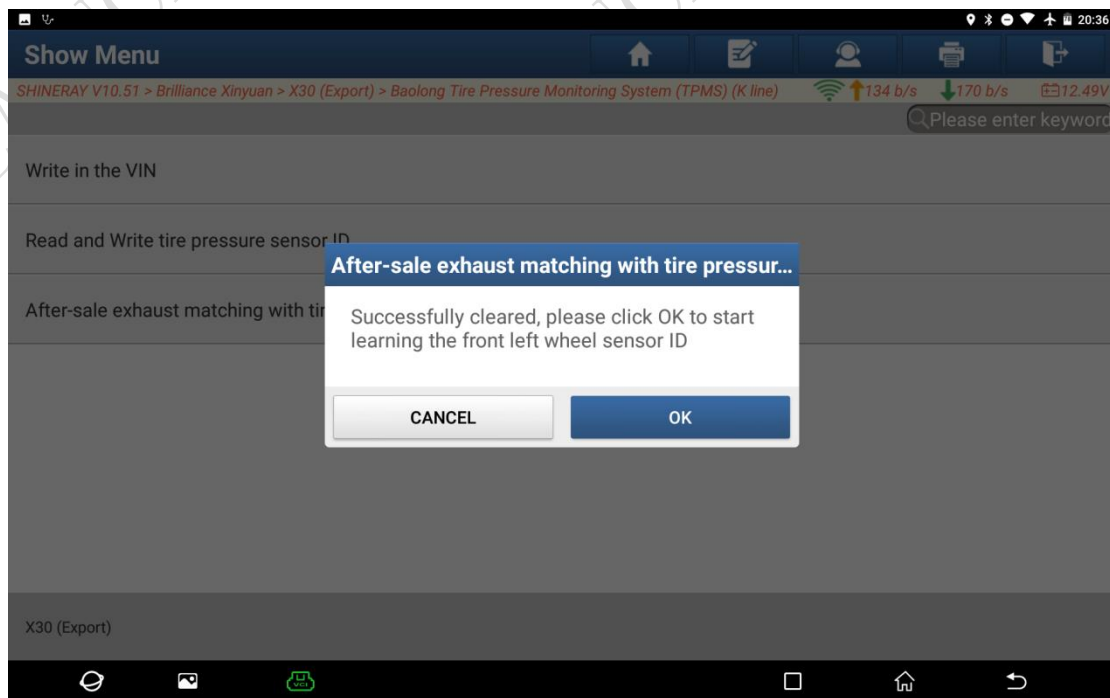 20:36
Show Menu
SHINERAY V10.51 > Brilliance Xinyuan > X30 (Export) > Baolong Tire Pressure Monitoring System (TPMS) (K line) 134 b/s 170 b/s 12.49V
Please enter keyword
Write in the VIN
Read and Write tire pressure sensor ID
After-sale exhaust matching with tir
After-sale exhaust matching with tire pressur...
Successfully cleared, please click OK to start
learning the front left wheel sensor ID
CANCEL OK
X30 (Export)
VCI